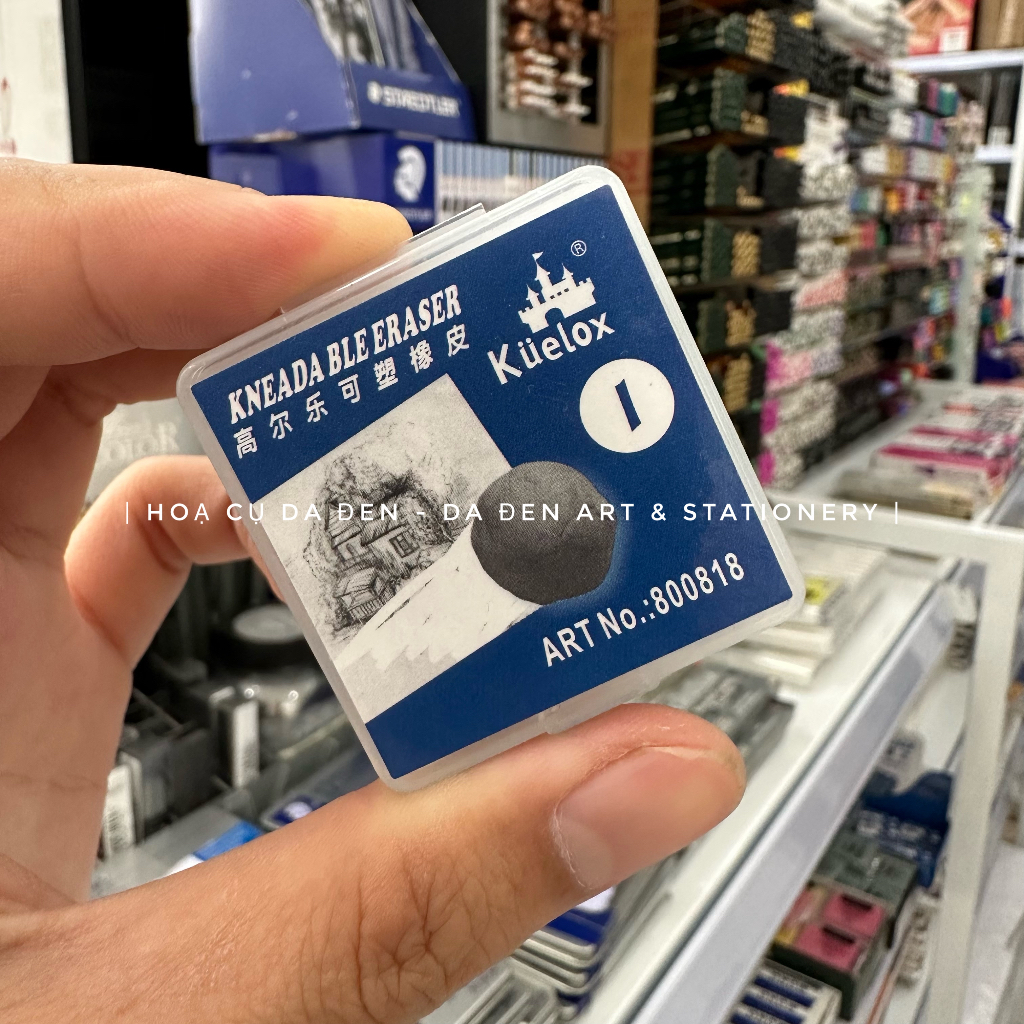 STAEDTLER
KNEADA BLE ERASER
高尔乐可塑橡皮
®
Küelox
1
| HOẠ CỤ DA ĐEN - DA ĐEN ART & STATIONERY |
ART No.:800818